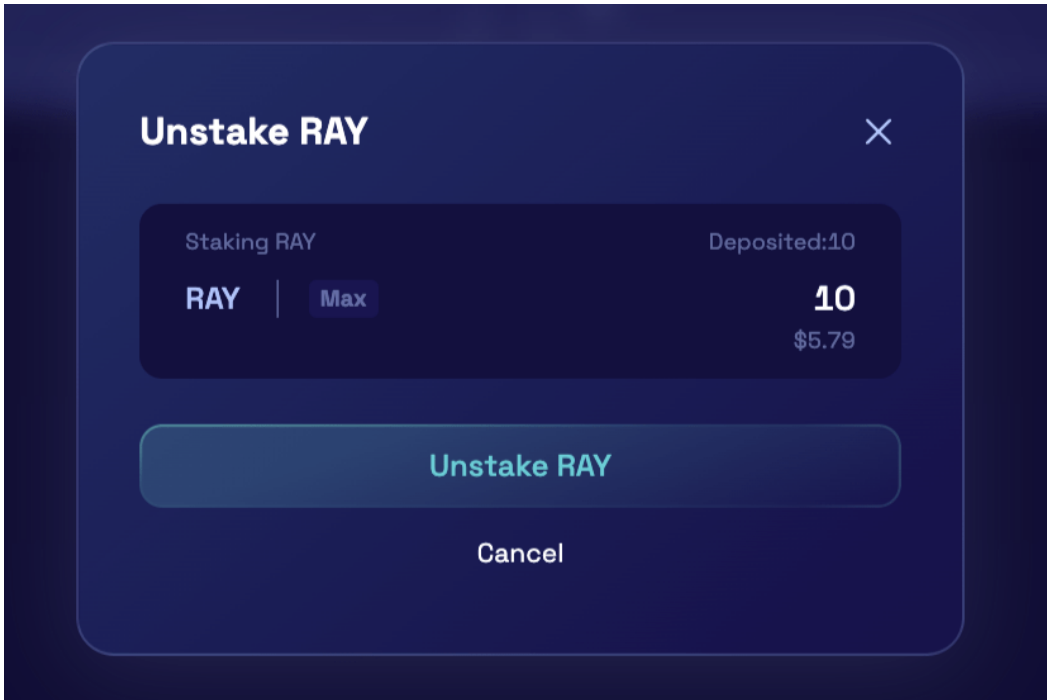 Unstake RAY
Staking RAY Deposited:10
RAY Max 10
$5.79
Unstake RAY
Cancel